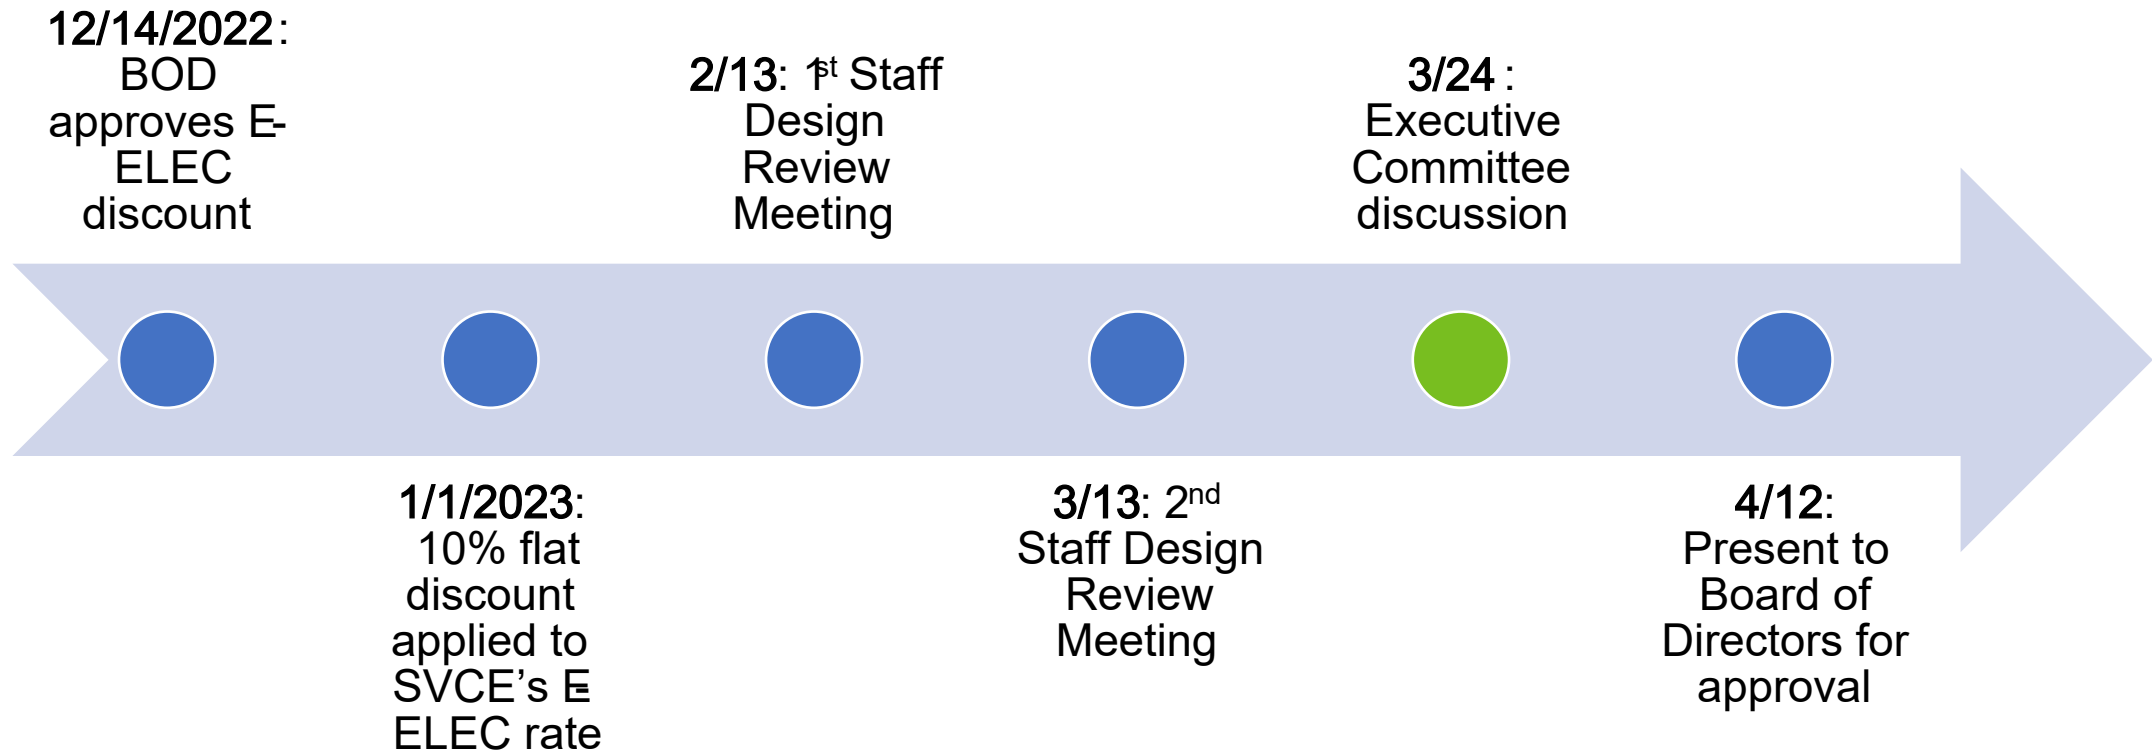 12/14/2022:
BOD
approves E-
ELEC
discount
1/1/2023:
10% flat
discount
applied to
SVCE’s E-
ELEC rate
2/13: 1st Staff
Design
Review
Meeting
3/13: 2nd
Staff Design
Review
Meeting
3/24:
Executive
Committee
discussion
4/12:
Present to
Board of
Directors for
approval